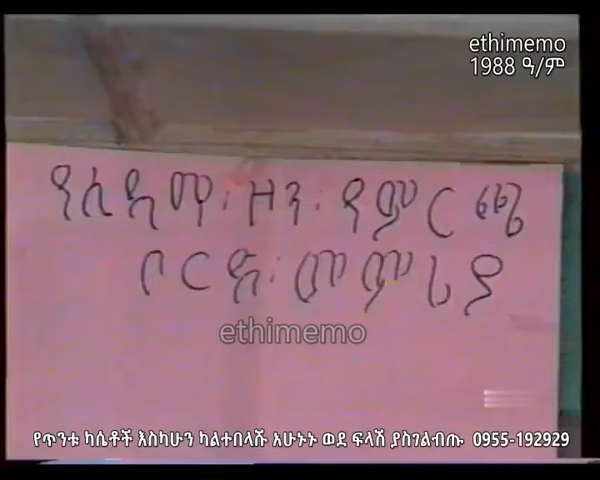 ethimemo
1988 ዓ/ም
የሲዳማ፡ ዞን፡ የምርጫ
ቦርድ፡ መምሪያ
ethimemo
የጥንቱ ካሴቶች እስካሁን ካልተበላሹ አሁኑኑ ወደ ፍላሽ ያስገልብጡ 0955-192929